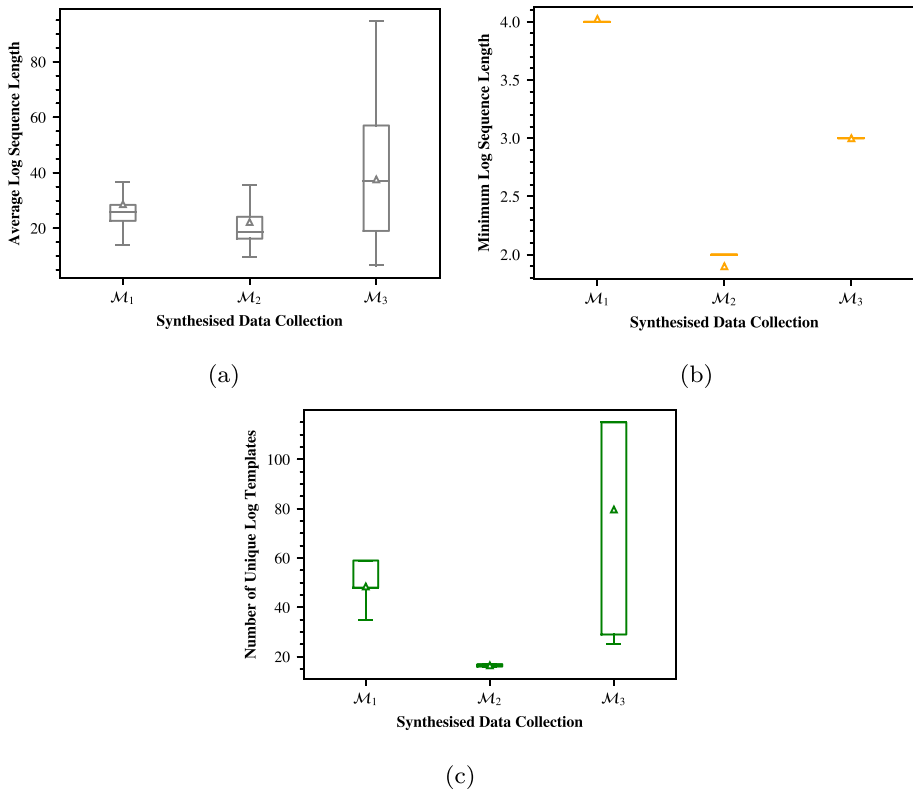 Average Log Sequence Length
80
60
40
20
M₁
M₂
M₃
Synthesised Data Collection
(a)
Minimum Log Sequence Length
4.0
3.5
3.0
2.5
2.0
M₁
M₂
M₃
Synthesised Data Collection
(b)
Number of Unique Log Templates
100
80
60
40
20
M₁
M₂
M₃
Synthesised Data Collection
(c)